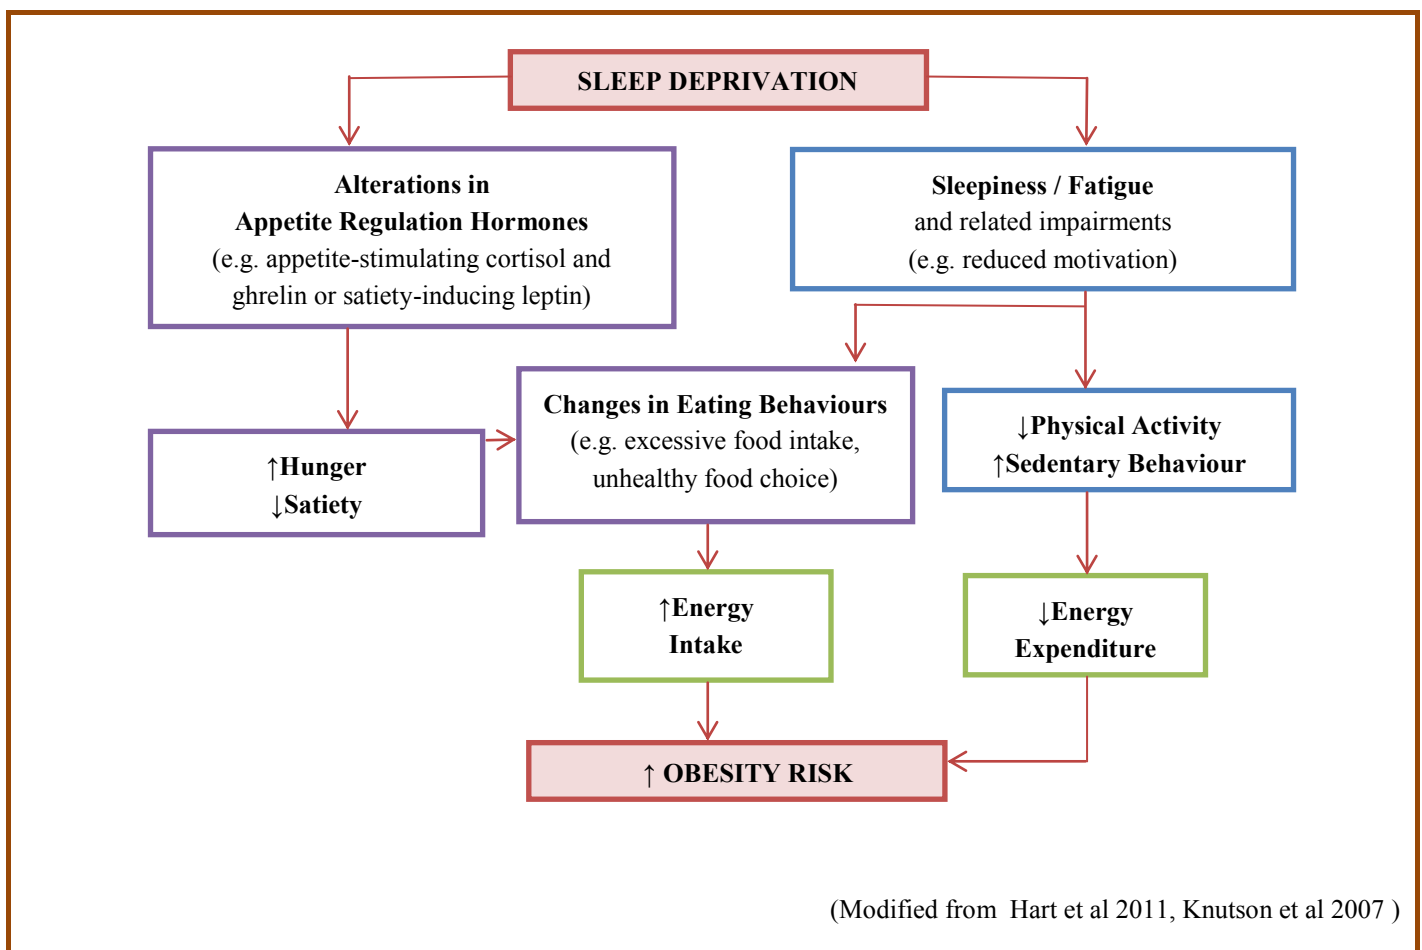 SLEEP DEPRIVATION
Alterations in
Appetite Regulation Hormones
(e.g. appetite-stimulating cortisol and
ghrelin or satiety-inducing leptin)
Sleepiness / Fatigue
and related impairments
(e.g. reduced motivation)
↑Hunger
↓Satiety
Changes in Eating Behaviours
(e.g. excessive food intake,
unhealthy food choice)
↓Physical Activity
↑Sedentary Behaviour
↑Energy
Intake
↓Energy
Expenditure
↑ OBESITY RISK
(Modified from  Hart et al 2011, Knutson et al 2007 )